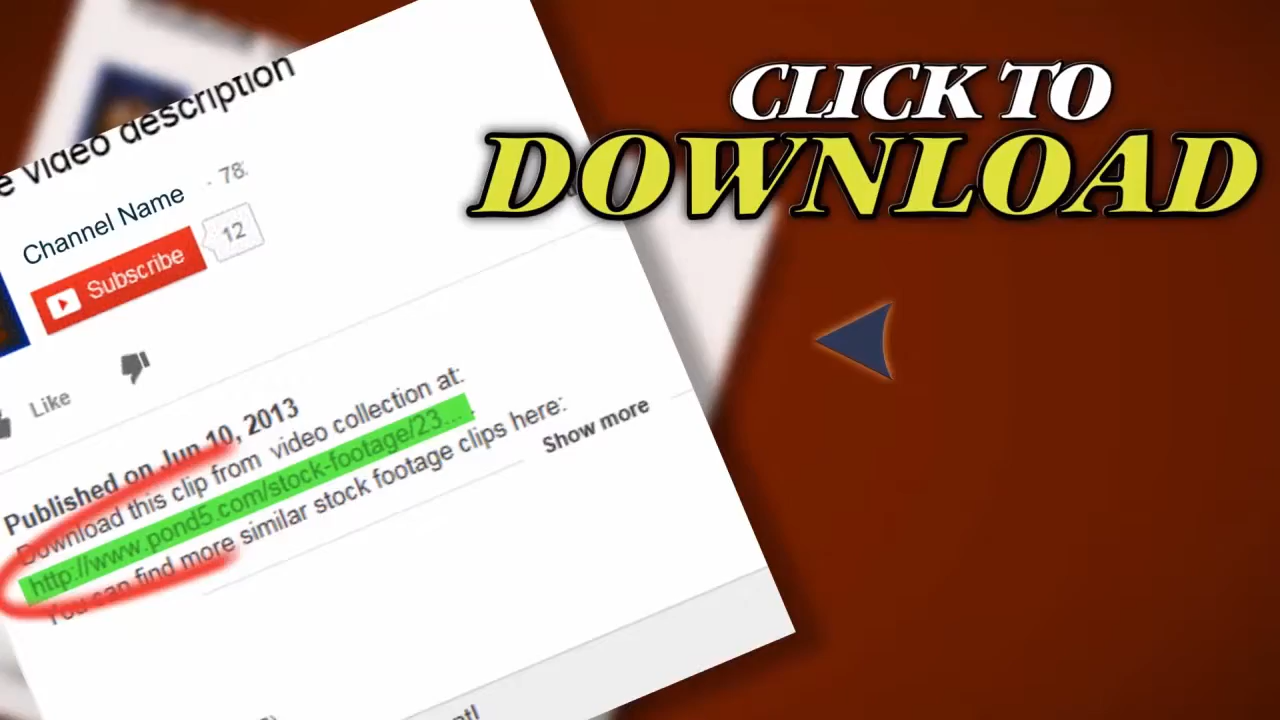 CLICK TO
DOWNLOAD
video description
Channel Name
78
Subscribe
12
Like
Published on Jun 10, 2013
Download this clip from video collection at:
http://www.pond5.com/stock-footage/23...
You can find more similar stock footage clips here:
Show more